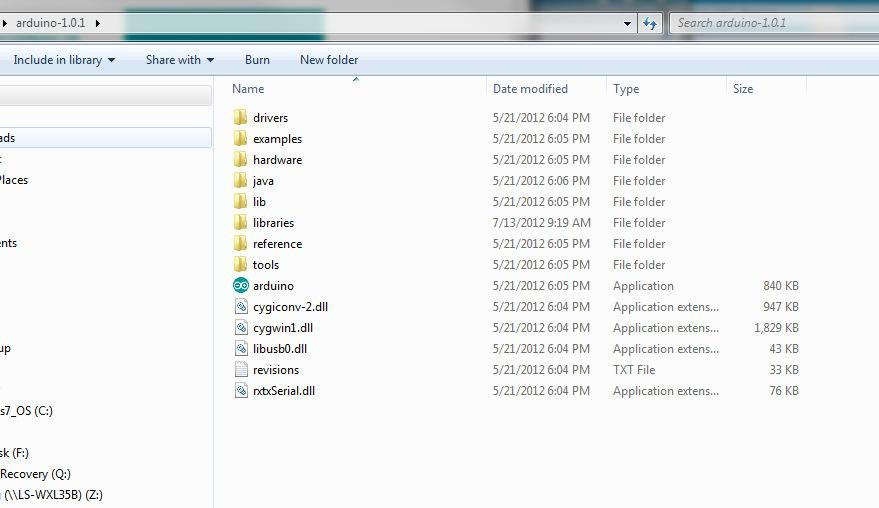 arduino-1.0.1
Search arduino-1.0.1
Include in library Share with Burn New folder
Name Date modified Type Size
drivers 5/21/2012 6:04 PM File folder
ads
examples 5/21/2012 6:05 PM File folder
hardware 5/21/2012 6:05 PM File folder
Places
java 5/21/2012 6:06 PM File folder
lib 5/21/2012 6:05 PM File folder
libraries 7/13/2012 9:19 AM File folder
ents
reference 5/21/2012 6:05 PM File folder
tools 5/21/2012 6:05 PM File folder
arduino 5/21/2012 6:05 PM Application 840 KB
cygiconv-2.dll 5/21/2012 6:04 PM Application extens... 947 KB
cygwin1.dll 5/21/2012 6:04 PM Application extens... 1,829 KB
up
libusb0.dll 5/21/2012 6:04 PM Application extens... 43 KB
revisions 5/21/2012 6:04 PM TXT File 33 KB
rxtxSerial.dll 5/21/2012 6:04 PM Application extens... 76 KB
s7_OS (C:)
sk (F:)
Recovery (Q:)
(\\LS-WXL35B) (Z:)